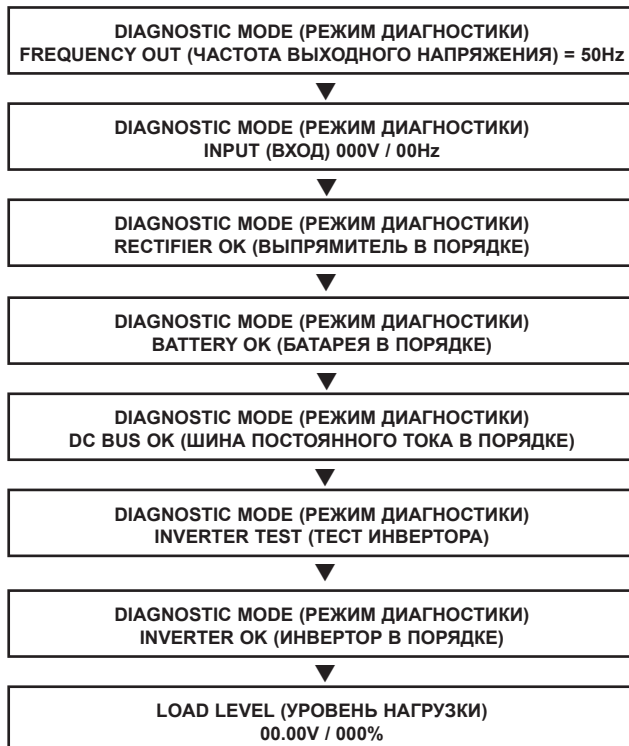 DIAGNOSTIC MODE (РЕЖИМ ДИАГНОСТИКИ)
FREQUENCY OUT (ЧАСТОТА ВЫХОДНОГО НАПРЯЖЕНИЯ) = 50Hz
DIAGNOSTIC MODE (РЕЖИМ ДИАГНОСТИКИ)
INPUT (ВХОД) 000V / 00Hz
DIAGNOSTIC MODE (РЕЖИМ ДИАГНОСТИКИ)
RECTIFIER OK (ВЫПРЯМИТЕЛЬ В ПОРЯДКЕ)
DIAGNOSTIC MODE (РЕЖИМ ДИАГНОСТИКИ)
BATTERY OK (БАТАРЕЯ В ПОРЯДКЕ)
DIAGNOSTIC MODE (РЕЖИМ ДИАГНОСТИКИ)
DC BUS OK (ШИНА ПОСТОЯННОГО ТОКА В ПОРЯДКЕ)
DIAGNOSTIC MODE (РЕЖИМ ДИАГНОСТИКИ)
INVERTER TEST (ТЕСТ ИНВЕРТОРА)
DIAGNOSTIC MODE (РЕЖИМ ДИАГНОСТИКИ)
INVERTER OK (ИНВЕРТОР В ПОРЯДКЕ)
LOAD LEVEL (УРОВЕНЬ НАГРУЗКИ)
00.00V / 000%